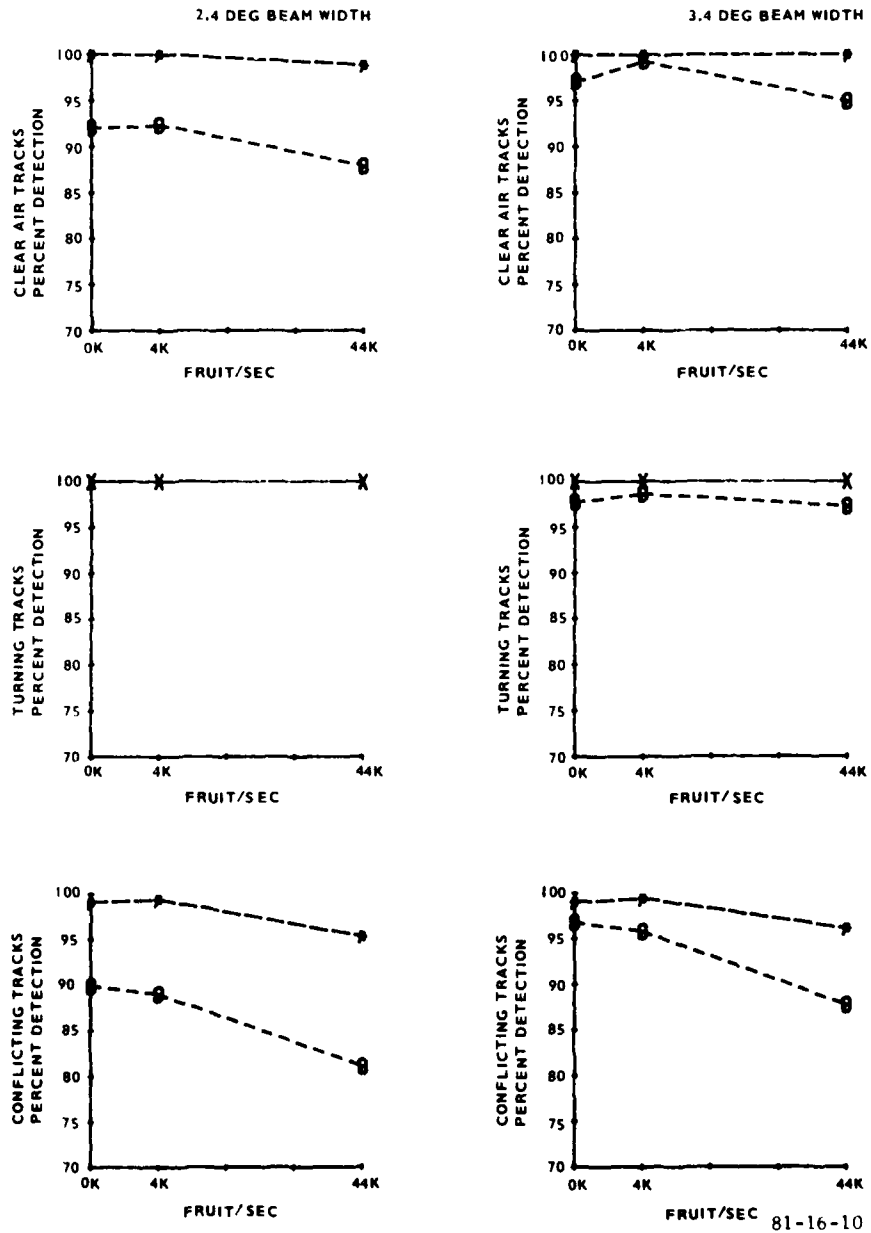 2.4 DEG BEAM WIDTH
3.4 DEG BEAM WIDTH
CLEAR AIR TRACKS
PERCENT DETECTION
100
95
90
85
80
75
70
0K 4K 44K
FRUIT/SEC
CLEAR AIR TRACKS
PERCENT DETECTION
100
95
90
85
80
75
70
0K 4K 44K
FRUIT/SEC
TURNING TRACKS
PERCENT DETECTION
100
95
90
85
80
75
70
0K 4K 44K
FRUIT/SEC
TURNING TRACKS
PERCENT DETECTION
100
95
90
85
80
75
70
0K 4K 44K
FRUIT/SEC
CONFLICTING TRACKS
PERCENT DETECTION
100
95
90
85
80
75
70
0K 4K 44K
FRUIT/SEC
CONFLICTING TRACKS
PERCENT DETECTION
100
95
90
85
80
75
70
0K 4K 44K
FRUIT/SEC
81-16-10